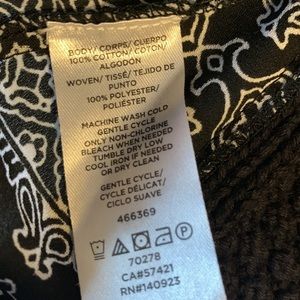 BODY/ CORPS/ CUERPO
100% COTTON/COTON/
ALGODÓN
WOVEN/ TISSÉ/ TEJIDO DE
PUNTO
100% POLYESTER/
POLIÉSTER
MACHINE WASH COLD
GENTLE CYCLE
ONLY NON-CHLORINE
BLEACH WHEN NEEDED
TUMBLE DRY LOW
COOL IRON IF NEEDED
OR DRY CLEAN
GENTLE CYCLE/
CYCLE DÉLICAT/
CICLO SUAVE
466369
70278
CA#57421
RN#140923